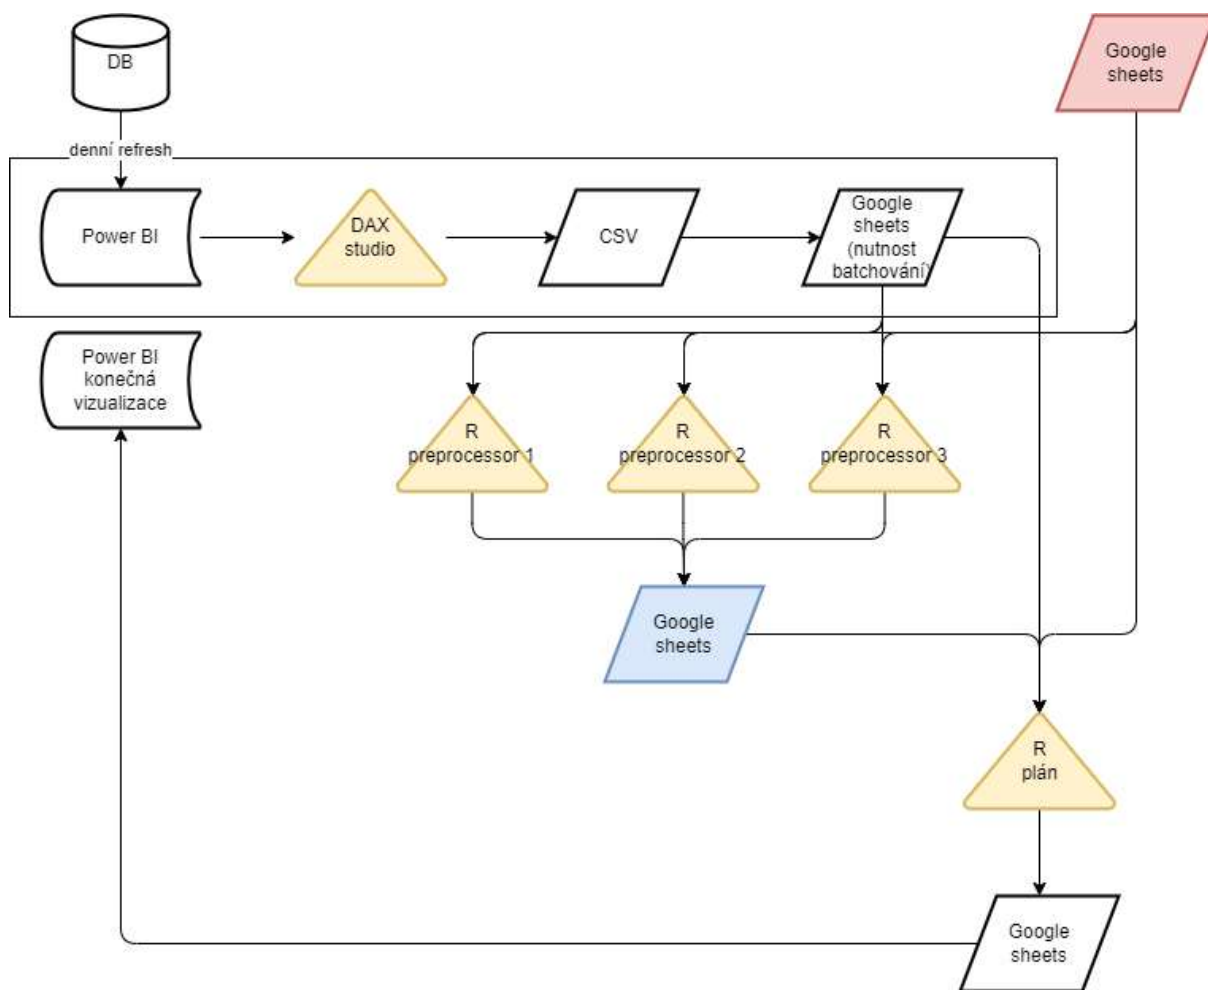 DB
Google
sheets
denní refresh
Power BI
DAX
studio
CSV
Google
sheets
(nutnost
batchování)
Power BI
konečná
vizualizace
R
preprocessor 1
R
preprocessor 2
R
preprocessor 3
Google
sheets
R
plán
Google
sheets